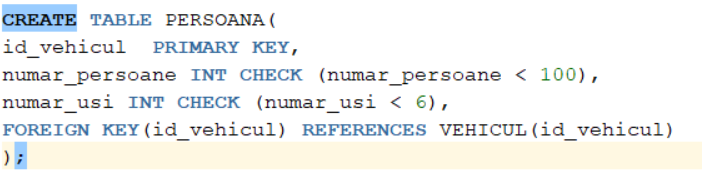 CREATE TABLE PERSOANA(
id_vehicul  PRIMARY KEY,
numar_persoane INT CHECK (numar_persoane < 100),
numar_usi INT CHECK (numar_usi < 6),
FOREIGN KEY(id_vehicul) REFERENCES VEHICUL(id_vehicul)
);